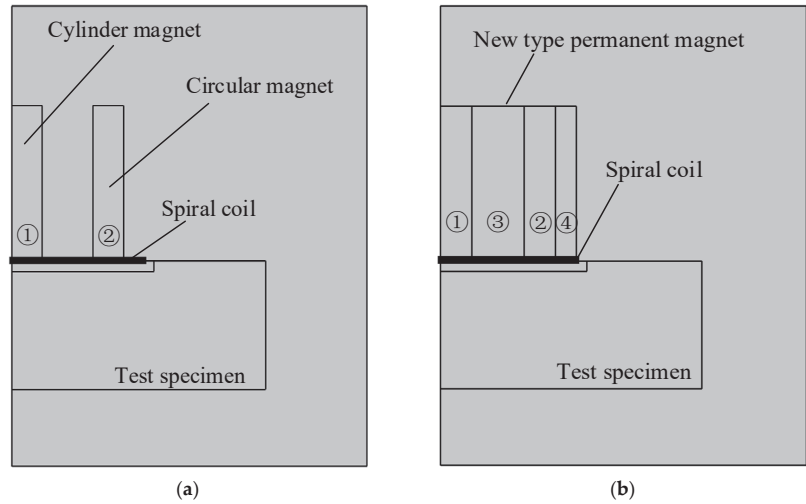 Cylinder magnet
Circular magnet
Spiral coil
① ②
Test specimen
(a)
New type permanent magnet
Spiral coil
① ③ ② ④
Test specimen
(b)